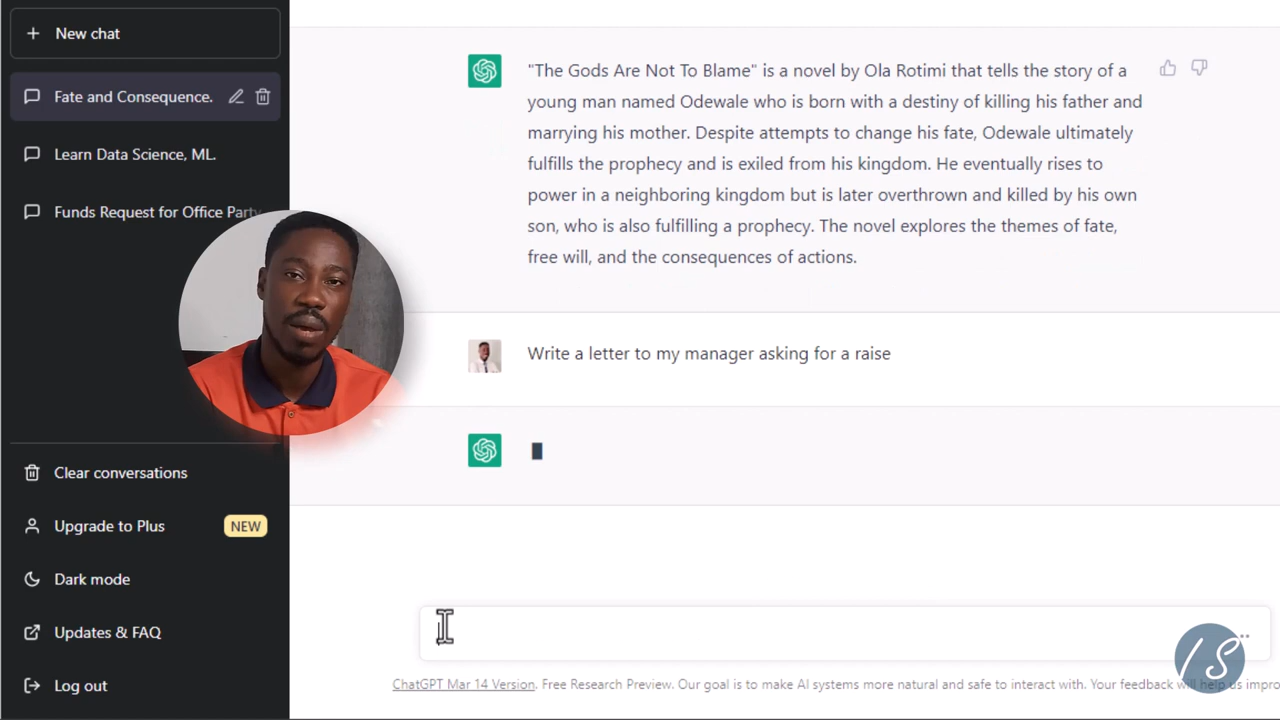 New chat
Fate and Consequence.
Learn Data Science, ML.
Funds Request for Office Party
Clear conversations
Upgrade to Plus NEW
Dark mode
Updates & FAQ
Log out
"The Gods Are Not To Blame" is a novel by Ola Rotimi that tells the story of a
young man named Odewale who is born with a destiny of killing his father and
marrying his mother. Despite attempts to change his fate, Odewale ultimately
fulfills the prophecy and is exiled from his kingdom. He eventually rises to
power in a neighboring kingdom but is later overthrown and killed by his own
son, who is also fulfilling a prophecy. The novel explores the themes of fate,
free will, and the consequences of actions.
Write a letter to my manager asking for a raise
ChatGPT Mar 14 Version. Free Research Preview. Our goal is to make AI systems more natural and safe to interact with. Your feedback will help us impro
LS